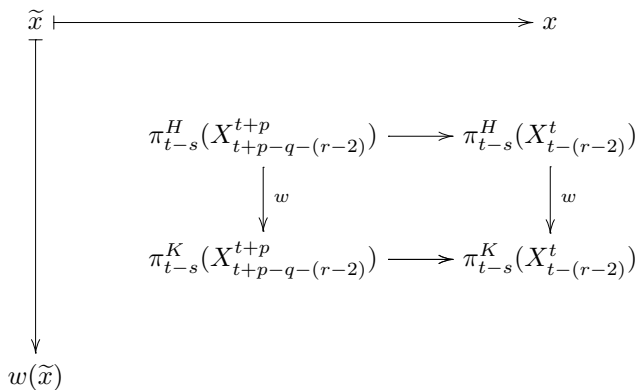 x̃ ⟼ x
π^H_{t−s}(X^{t+p}_{t+p−q−(r−2)}) ⟶ π^H_{t−s}(X^t_{t−(r−2)})
w w
π^K_{t−s}(X^{t+p}_{t+p−q−(r−2)}) ⟶ π^K_{t−s}(X^t_{t−(r−2)})
w(x̃)